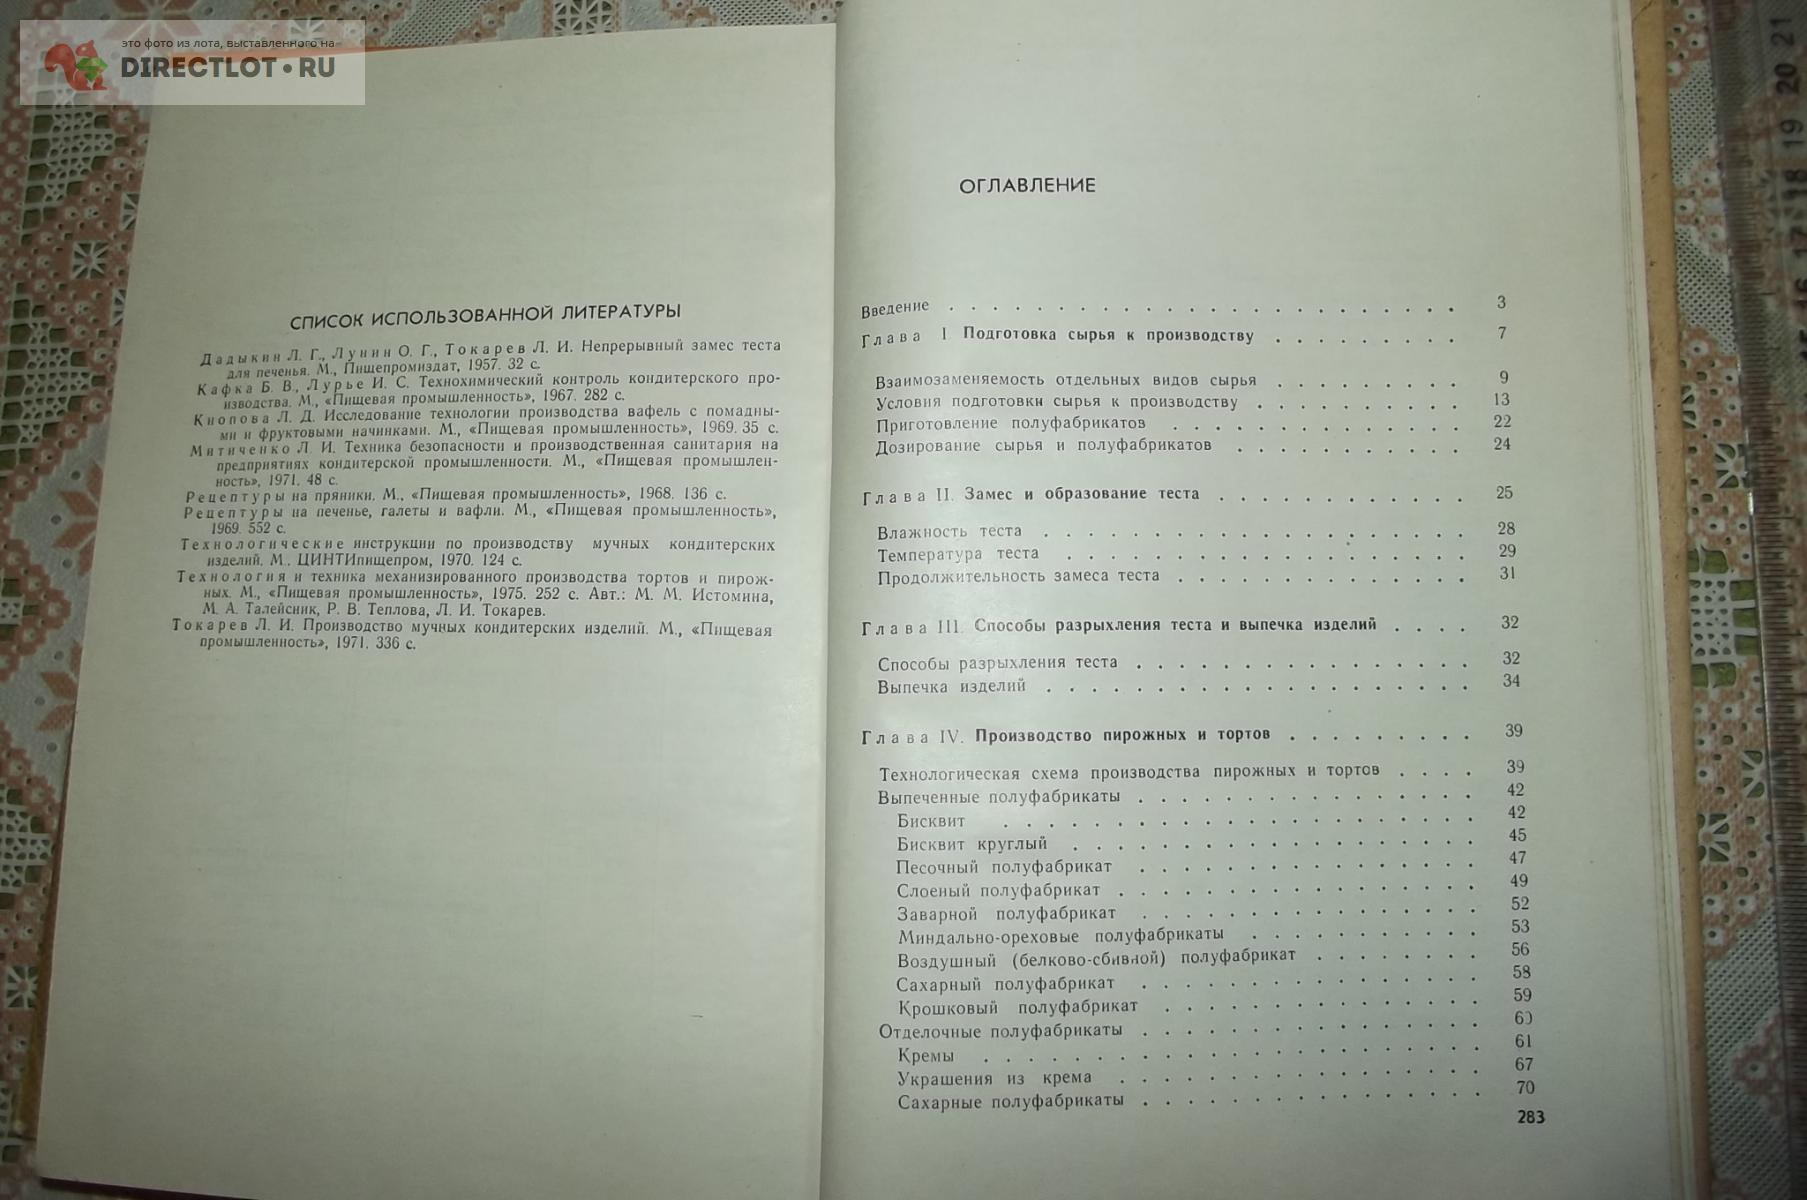 это фото из лота, выставленного на
DIRECTLOT•RU
СПИСОК ИСПОЛЬЗОВАННОЙ ЛИТЕРАТУРЫ
Дадыкин Л. Г., Лунин О. Г., Токарев Л. И. Непрерывный замес теста
для печенья. М., Пищепромиздат, 1957. 32 с.
Кафка Б. В., Лурье И. С. Технохимический контроль кондитерского про-
изводства. М., «Пищевая промышленность», 1967. 282 с.
Кнопова Л. Д. Исследование технологии производства вафель с помадны-
ми и фруктовыми начинками. М., «Пищевая промышленность», 1969. 35 с.
Митиченко Л. И. Техника безопасности и производственная санитария на
предприятиях кондитерской промышленности. М., «Пищевая промышлен-
ность», 1971. 48 с.
Рецептуры на пряники. М., «Пищевая промышленность», 1968. 136 с.
Рецептуры на печенье, галеты и вафли. М., «Пищевая промышленность»,
1969. 552 с.
Технологические инструкции по производству мучных кондитерских
изделий. М., ЦИНТИпищепром, 1970. 124 с.
Технология и техника механизированного производства тортов и пирож-
ных. М., «Пищевая промышленность», 1975. 252 с. Авт.: М. М. Истомина,
М. А. Талейсник, Р. В. Теплова, Л. И. Токарев.
Токарев Л. И. Производство мучных кондитерских изделий. М., «Пищевая
промышленность», 1971. 336 с.
ОГЛАВЛЕНИЕ
Введение . . . . . 3
Глава I Подготовка сырья к производству . . . . . 7
Взаимозаменяемость отдельных видов сырья . . . . . 9
Условия подготовки сырья к производству . . . . . 13
Приготовление полуфабрикатов . . . . . 22
Дозирование сырья и полуфабрикатов . . . . . 24
Глава II. Замес и образование теста . . . . . 25
Влажность теста . . . . . 28
Температура теста . . . . . 29
Продолжительность замеса теста . . . . . 31
Глава III. Способы разрыхления теста и выпечка изделий . . . . 32
Способы разрыхления теста . . . . . 32
Выпечка изделий . . . . . 34
Глава IV. Производство пирожных и тортов . . . . . 39
Технологическая схема производства пирожных и тортов . . . . 39
Выпеченные полуфабрикаты . . . . . 42
Бисквит . . . . . 42
Бисквит круглый . . . . . 45
Песочный полуфабрикат . . . . . 47
Слоеный полуфабрикат . . . . . 49
Заварной полуфабрикат . . . . . 52
Миндально-ореховые полуфабрикаты . . . . . 53
Воздушный (белково-сбивной) полуфабрикат . . . . . 56
Сахарный полуфабрикат . . . . . 58
Крошковый полуфабрикат . . . . . 59
Отделочные полуфабрикаты . . . . . 60
Кремы . . . . . 61
Украшения из крема . . . . . 67
Сахарные полуфабрикаты . . . . . 70
283
21
20
19
18
17
16